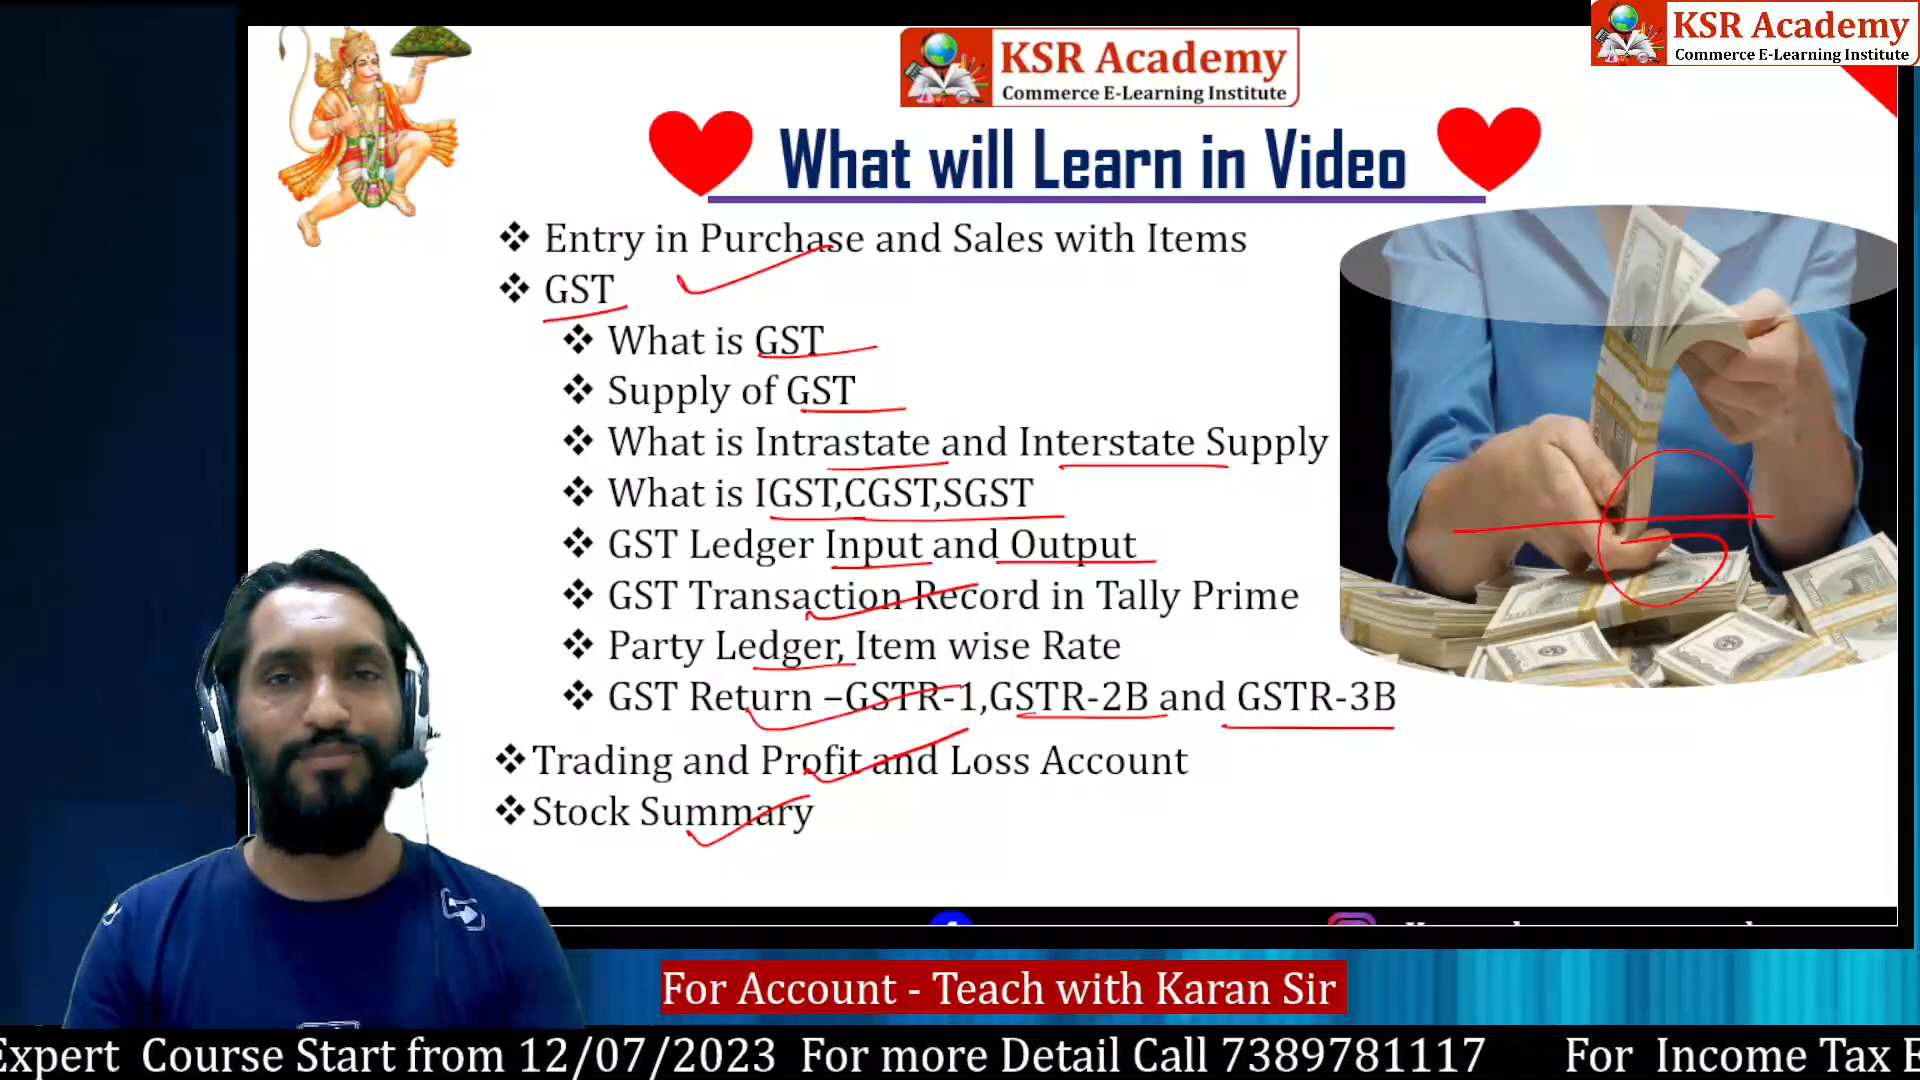 KSR Academy
Commerce E-Learning Institute
KSR Academy
Commerce E-Learning Institute
What will Learn in Video
❖ Entry in Purchase and Sales with Items
❖ GST
❖ What is GST
❖ Supply of GST
❖ What is Intrastate and Interstate Supply
❖ What is IGST,CGST,SGST
❖ GST Ledger Input and Output
❖ GST Transaction Record in Tally Prime
❖ Party Ledger, Item wise Rate
❖ GST Return –GSTR-1,GSTR-2B and GSTR-3B
❖Trading and Profit and Loss Account
❖Stock Summary
For Account - Teach with Karan Sir
Expert Course Start from 12/07/2023 For more Detail Call 7389781117 For Income Tax E